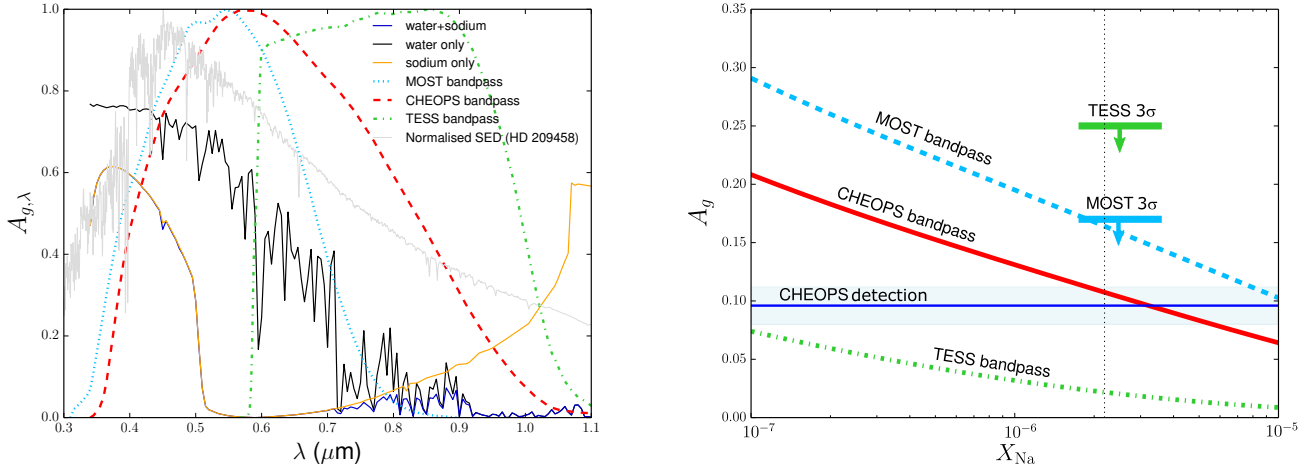 1.0
0.8
0.6
0.4
0.2
0.0
0.3 0.4 0.5 0.6 0.7 0.8 0.9 1.0 1.1
λ (μm)
A_{g,λ}
water+sodium
water only
sodium only
MOST bandpass
CHEOPS bandpass
TESS bandpass
Normalised SED (HD 209458)
0.35
0.30
0.25
0.20
0.15
0.10
0.05
0.00
10^{-7} 10^{-6} 10^{-5}
X_{Na}
A_g
TESS 3σ
MOST bandpass
MOST 3σ
CHEOPS bandpass
CHEOPS detection
TESS bandpass